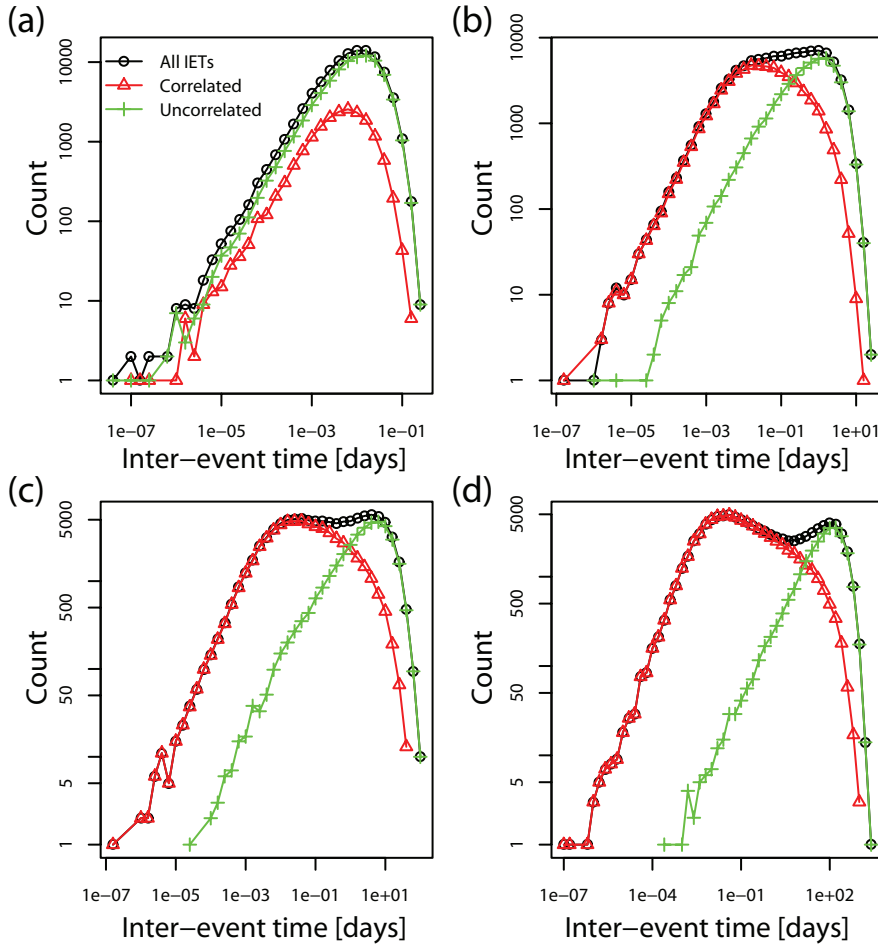 (a)
All IETs
Correlated
Uncorrelated
Count
1 10 100 1000 10000
1e−07 1e−05 1e−03 1e−01
Inter−event time [days]
(b)
Count
1 10 100 1000 10000
1e−07 1e−05 1e−03 1e−01 1e+01
Inter−event time [days]
(c)
Count
1 5 50 500 5000
1e−07 1e−05 1e−03 1e−01 1e+01
Inter−event time [days]
(d)
Count
1 5 50 500 5000
1e−07 1e−04 1e−01 1e+02
Inter−event time [days]